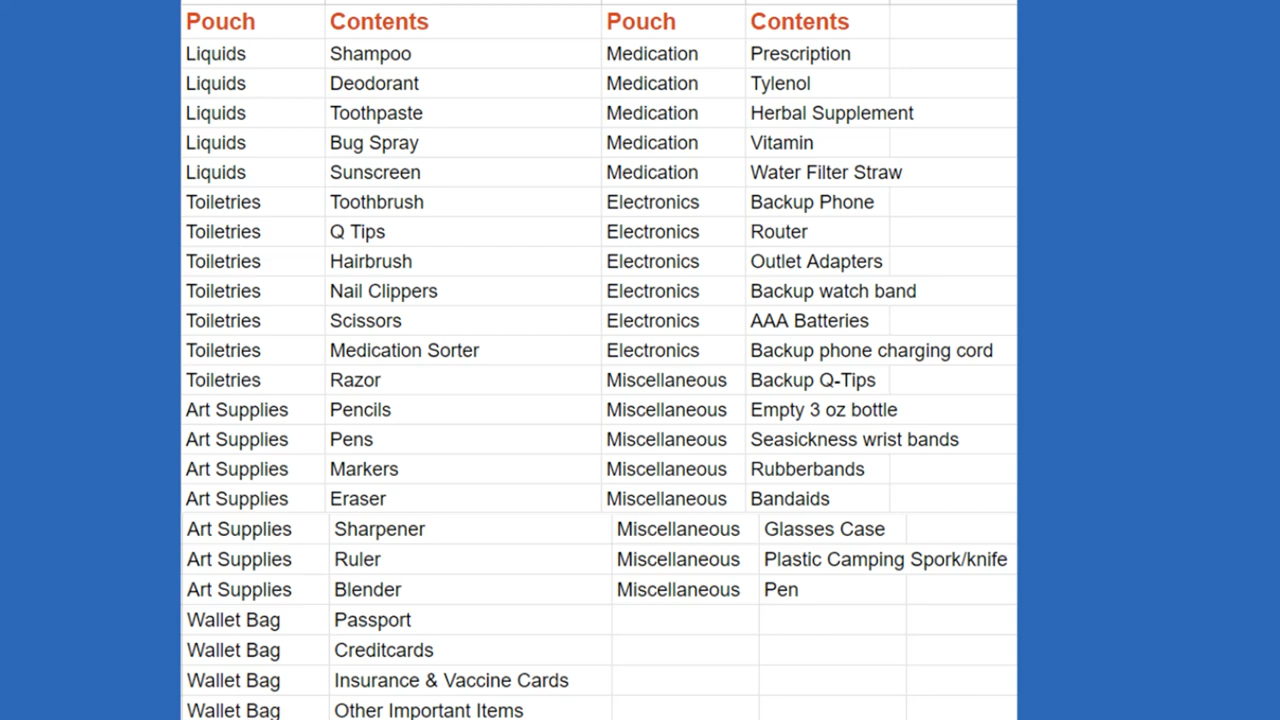 Pouch Contents Pouch Contents
Liquids Shampoo Medication Prescription
Liquids Deodorant Medication Tylenol
Liquids Toothpaste Medication Herbal Supplement
Liquids Bug Spray Medication Vitamin
Liquids Sunscreen Medication Water Filter Straw
Toiletries Toothbrush Electronics Backup Phone
Toiletries Q Tips Electronics Router
Toiletries Hairbrush Electronics Outlet Adapters
Toiletries Nail Clippers Electronics Backup watch band
Toiletries Scissors Electronics AAA Batteries
Toiletries Medication Sorter Electronics Backup phone charging cord
Toiletries Razor Miscellaneous Backup Q-Tips
Art Supplies Pencils Miscellaneous Empty 3 oz bottle
Art Supplies Pens Miscellaneous Seasickness wrist bands
Art Supplies Markers Miscellaneous Rubberbands
Art Supplies Eraser Miscellaneous Bandaids
Art Supplies Sharpener Miscellaneous Glasses Case
Art Supplies Ruler Miscellaneous Plastic Camping Spork/knife
Art Supplies Blender Miscellaneous Pen
Wallet Bag Passport
Wallet Bag Creditcards
Wallet Bag Insurance & Vaccine Cards
Wallet Bag Other Important Items